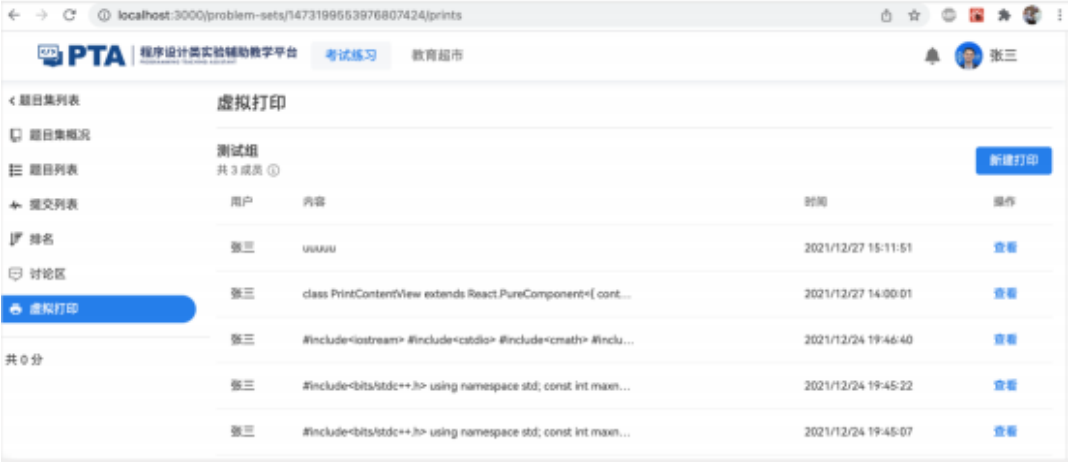 localhost:3000/problem-sets/1473199553976807424/prints
PTA 程序设计类实验辅助教学平台 考试练习 教育超市 张三
PROGRAMMING TEACHING ASSISTANT
题目集列表
题目集概况
题目列表
提交列表
排名
讨论区
虚拟打印
共 0 分
虚拟打印
测试组
共 3 成员
新建打印
用户 内容 时间 操作
张三 uuuuu 2021/12/27 15:11:51 查看
张三 class PrintContentView extends React.PureComponent<{ cont... 2021/12/27 14:00:01 查看
张三 #include<iostream> #include<cstdio> #include<cmath> #inclu... 2021/12/24 19:46:40 查看
张三 #include<bits/stdc++.h> using namespace std; const int maxn... 2021/12/24 19:45:22 查看
张三 #include<bits/stdc++.h> using namespace std; const int maxn... 2021/12/24 19:45:07 查看